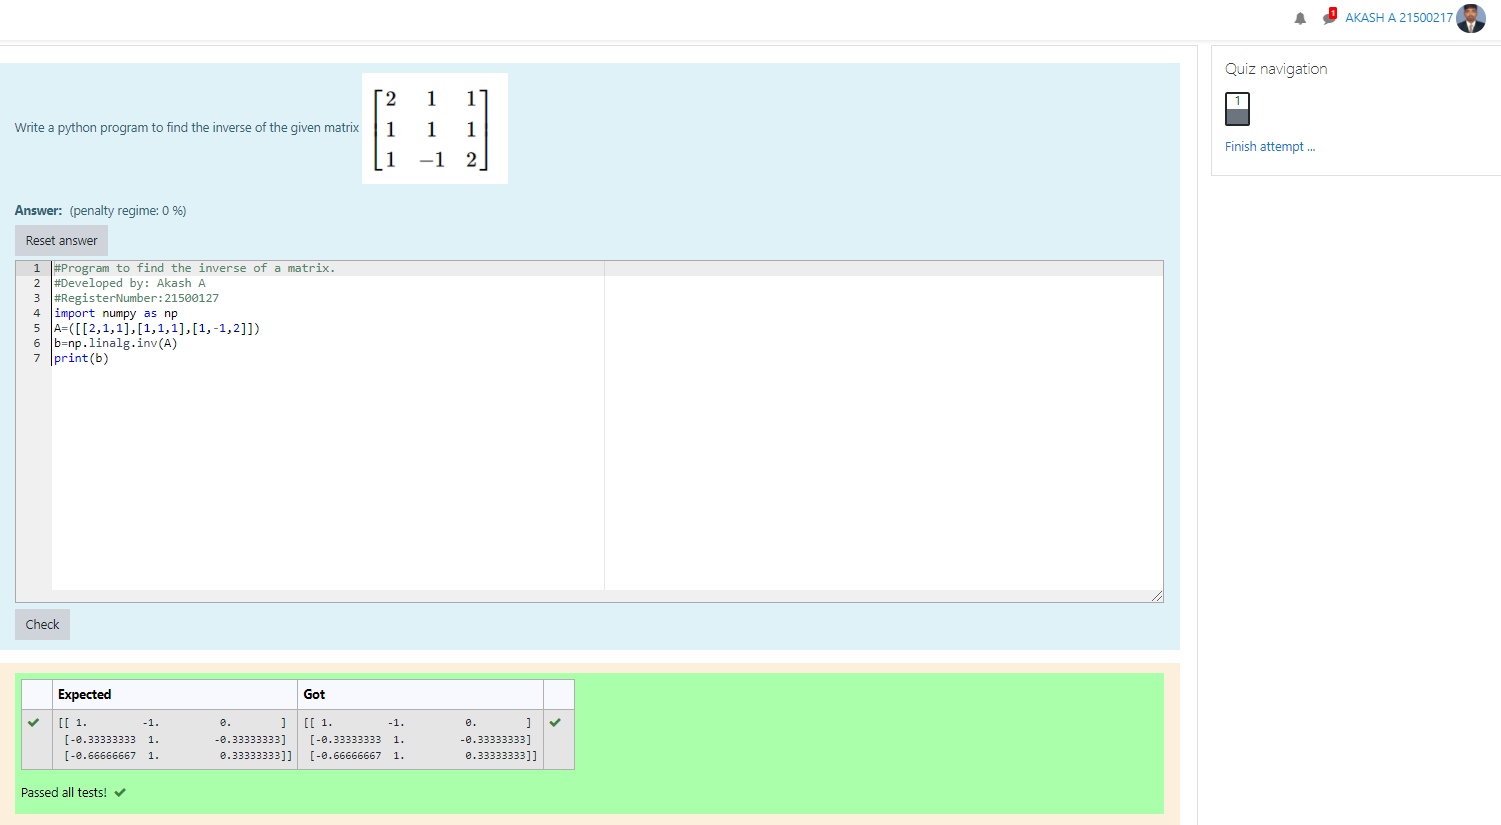 1
AKASH A 21500217
Quiz navigation
1
Finish attempt ...
Write a python program to find the inverse of the given matrix
2 1 1
1 1 1
1 −1 2
Answer: (penalty regime: 0 %)
Reset answer
1 #Program to find the inverse of a matrix.
2 #Developed by: Akash A
3 #RegisterNumber:21500127
4 import numpy as np
5 A=([[2,1,1],[1,1,1],[1,-1,2]])
6 b=np.linalg.inv(A)
7 print(b)
Check
Expected Got
[[ 1. -1. 0. ] [[ 1. -1. 0. ]
[-0.33333333 1. -0.33333333] [-0.33333333 1. -0.33333333]
[-0.66666667 1. 0.33333333]] [-0.66666667 1. 0.33333333]]
Passed all tests!